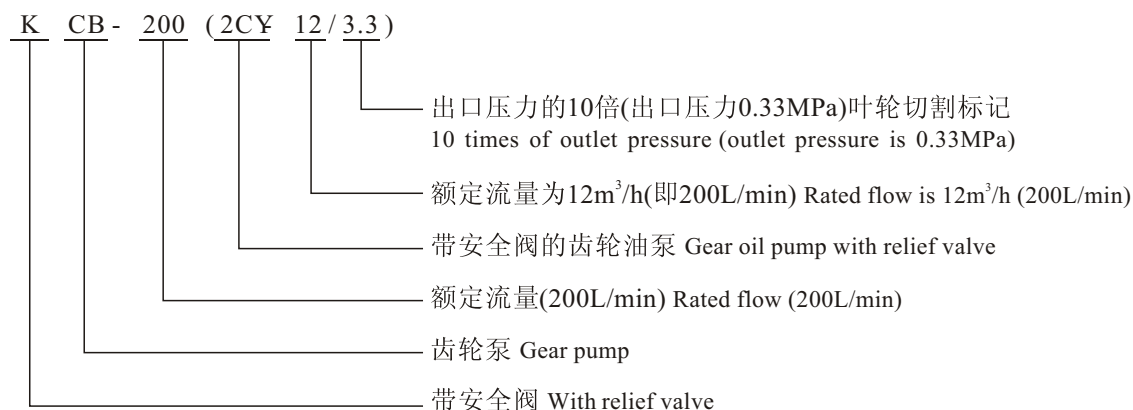 K CB - 200 (2CY 12 / 3.3)
出口压力的10倍(出口压力0.33MPa)叶轮切割标记
10 times of outlet pressure (outlet pressure is 0.33MPa)
额定流量为12m³/h(即200L/min) Rated flow is 12m³/h (200L/min)
带安全阀的齿轮油泵 Gear oil pump with relief valve
额定流量(200L/min) Rated flow (200L/min)
齿轮泵 Gear pump
带安全阀 With relief valve